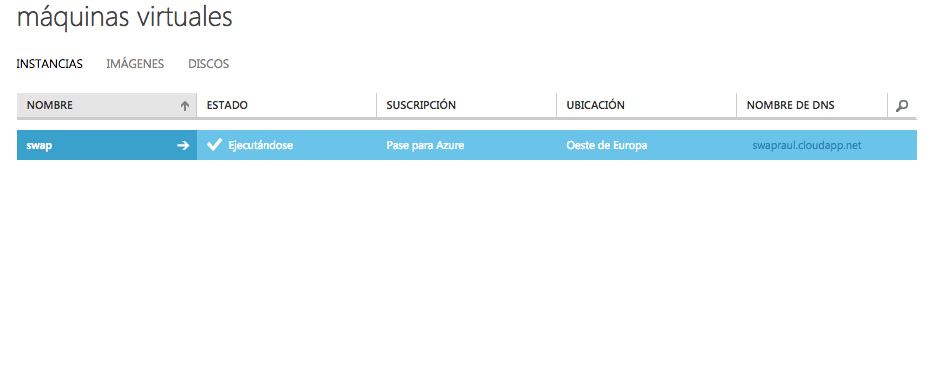 máquinas virtuales
INSTANCIAS IMÁGENES DISCOS
NOMBRE ESTADO SUSCRIPCIÓN UBICACIÓN NOMBRE DE DNS
swap Ejecutándose Pase para Azure Oeste de Europa swapraul.cloudapp.net